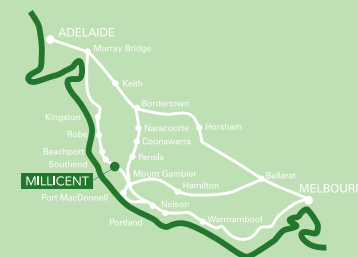 ADELAIDE
Murray Bridge
Keith
Bordertown
Kingston
Naracoorte
Horsham
Robe
Coonawarra
Beachport
Penola
Southend
Mount Gambier
MILLICENT
Hamilton
Ballarat
MELBOURN
Port MacDonnell
Nelson
Portland
Warrnambool